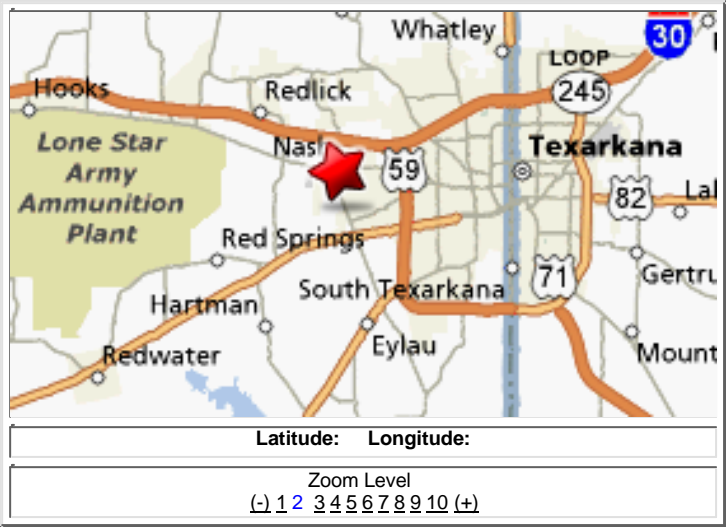 Whatley
30
LOOP
245
Hooks
Redlick
Lone Star
Army
Ammunition
Plant
Texarkana
59
82
Red Springs
71
South Texarkana
Hartman
Eylau
Redwater
Mount
Latitude: Longitude:
Zoom Level
(-) 1 2 3 4 5 6 7 8 9 10 (+)